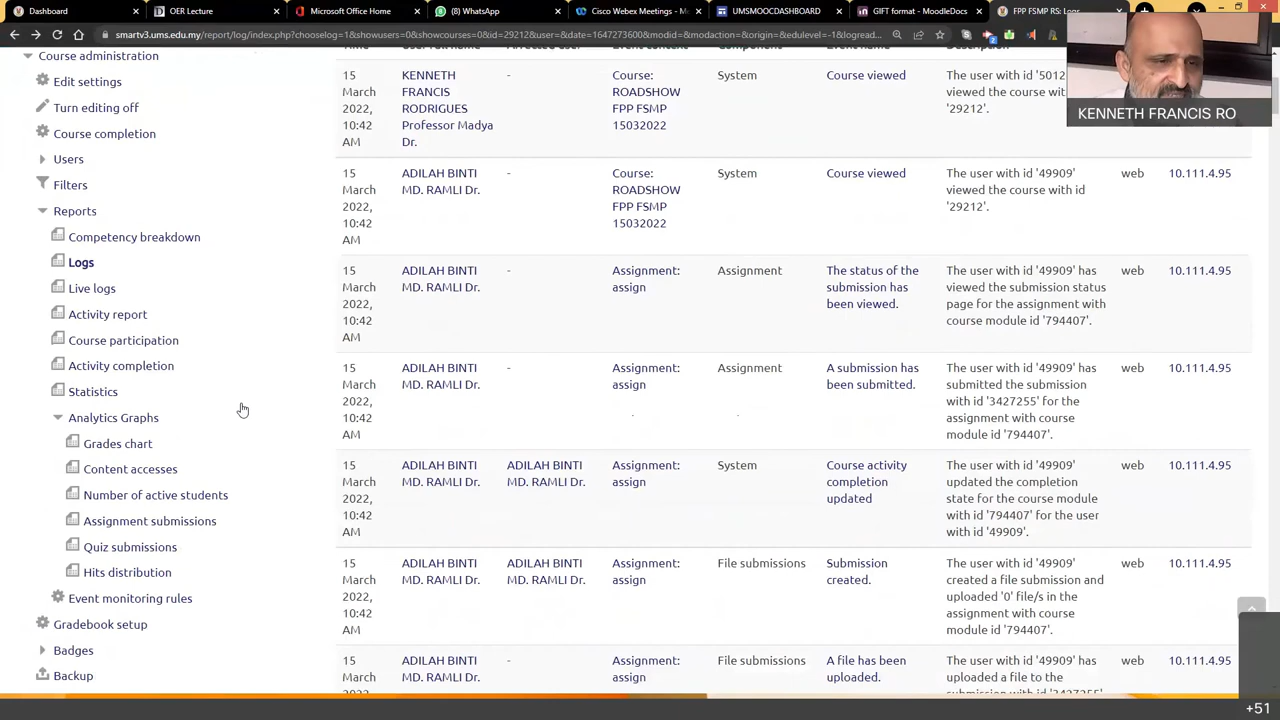 Dashboard
OER Lecture
Microsoft Office Home
(8) WhatsApp
Cisco Webex Meetings - M
UMSMOOCDASHBOARD
GIFT format - MoodleDocs
FPP FSMP RS: Logs
smartv3.ums.edu.my/report/log/index.php?chooselog=1&showusers=0&showcourses=0&id=29212&user=&date=1647273600&modid=&modaction=&origin=&edulevel=-1&logread...
KENNETH FRANCIS RO
Course administration
Edit settings
Turn editing off
Course completion
Users
Filters
Reports
Competency breakdown
Logs
Live logs
Activity report
Course participation
Activity completion
Statistics
Analytics Graphs
Grades chart
Content accesses
Number of active students
Assignment submissions
Quiz submissions
Hits distribution
Event monitoring rules
Gradebook setup
Badges
Backup
15
March
2022,
10:42
AM
KENNETH
FRANCIS
RODRIGUES
Professor Madya
Dr.
-
Course:
ROADSHOW
FPP FSMP
15032022
System
Course viewed
The user with id '5012
viewed the course with
'29212'.
15
March
2022,
10:42
AM
ADILAH BINTI
MD. RAMLI Dr.
-
Course:
ROADSHOW
FPP FSMP
15032022
System
Course viewed
The user with id '49909'
viewed the course with id
'29212'.
web
10.111.4.95
15
March
2022,
10:42
AM
ADILAH BINTI
MD. RAMLI Dr.
-
Assignment:
assign
Assignment
The status of the
submission has
been viewed.
The user with id '49909' has
viewed the submission status
page for the assignment with
course module id '794407'.
web
10.111.4.95
15
March
2022,
10:42
AM
ADILAH BINTI
MD. RAMLI Dr.
-
Assignment:
assign
Assignment
A submission has
been submitted.
The user with id '49909' has
submitted the submission
with id '3427255' for the
assignment with course
module id '794407'.
web
10.111.4.95
15
March
2022,
10:42
AM
ADILAH BINTI
MD. RAMLI Dr.
ADILAH BINTI
MD. RAMLI Dr.
Assignment:
assign
System
Course activity
completion
updated
The user with id '49909'
updated the completion
state for the course module
with id '794407' for the user
with id '49909'.
web
10.111.4.95
15
March
2022,
10:42
AM
ADILAH BINTI
MD. RAMLI Dr.
ADILAH BINTI
MD. RAMLI Dr.
Assignment:
assign
File submissions
Submission
created.
The user with id '49909'
created a file submission and
uploaded '0' file/s in the
assignment with course
module id '794407'.
web
10.111.4.95
15
March
ADILAH BINTI
MD. RAMLI Dr.
-
Assignment:
assign
File submissions
A file has been
uploaded.
The user with id '49909' has
uploaded a file to the
web
10.111.4.95
+51